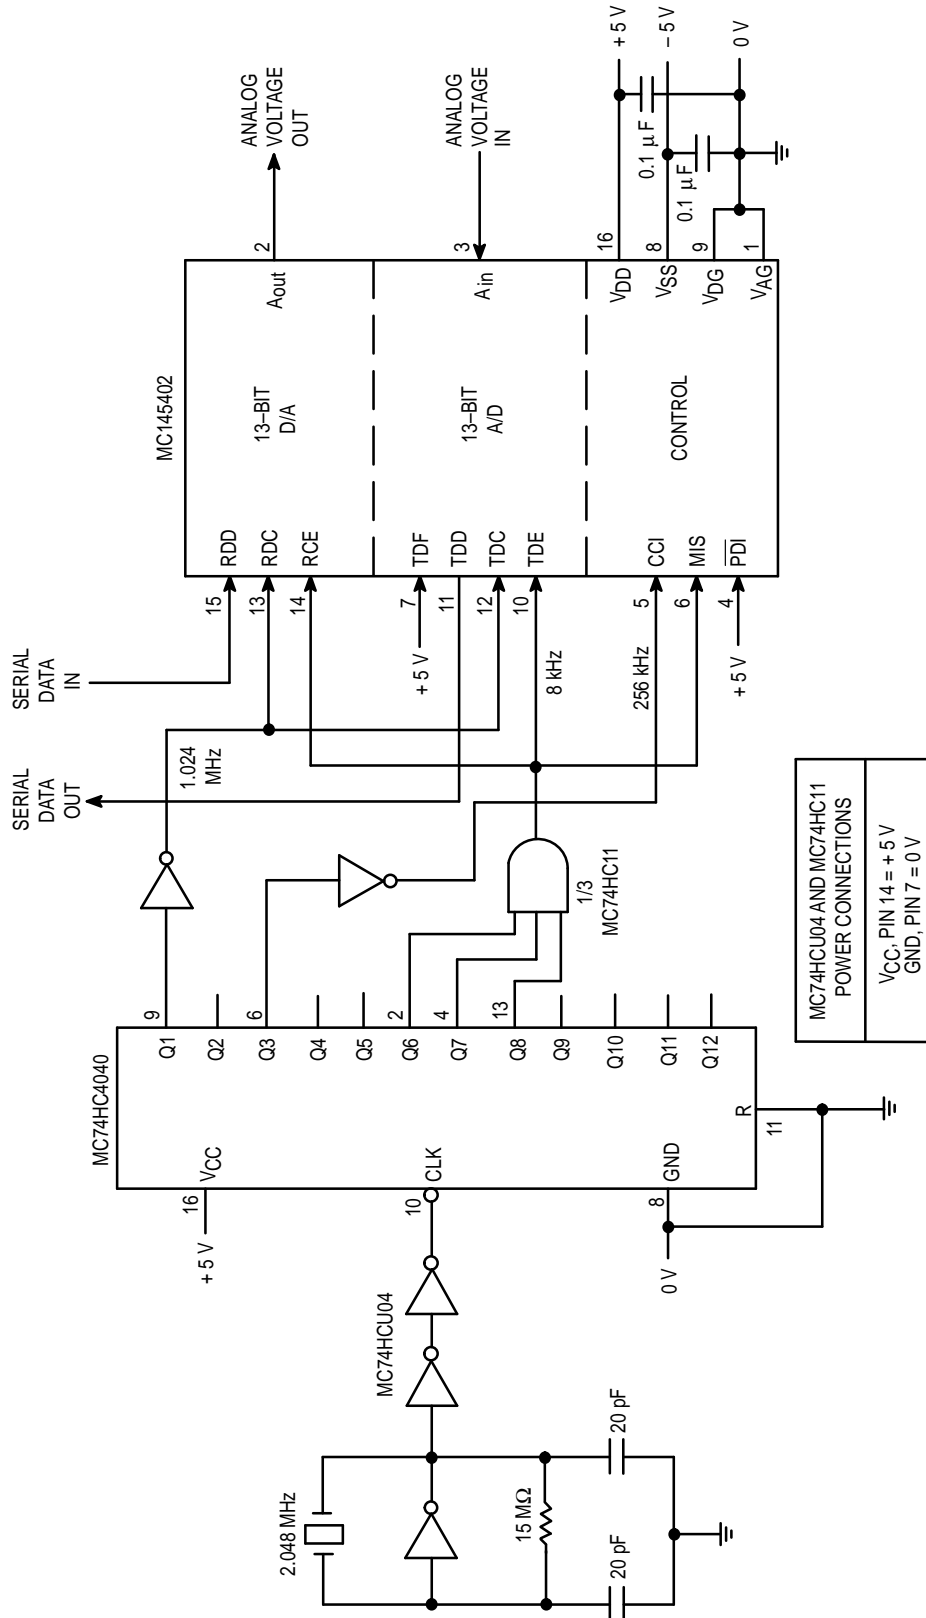 2.048 MHz
15 MΩ
20 pF
20 pF
MC74HCU04
MC74HC4040
+ 5 V
16
VCC
10
CLK
0 V
8
GND
R
11
Q1
9
Q2
Q3
6
Q4
Q5
Q6
2
Q7
4
Q8
13
Q9
Q10
Q11
Q12
1/3
MC74HC11
SERIAL
DATA
OUT
SERIAL
DATA
IN
1.024
MHz
8 kHz
256 kHz
MC145402
15
RDD
13
RDC
14
RCE
13–BIT
D/A
Aout
2
ANALOG
VOLTAGE
OUT
+ 5 V
7
TDF
11
TDD
12
TDC
10
TDE
13–BIT
A/D
Ain
3
ANALOG
VOLTAGE
IN
5
CCI
6
MIS
+ 5 V
4
PDI
CONTROL
VDD
16
VSS
8
VDG
9
VAG
1
0.1 μF
0.1 μF
+ 5 V
– 5 V
0 V
MC74HCU04 AND MC74HC11
POWER CONNECTIONS
VCC, PIN 14 = + 5 V
GND, PIN 7 = 0 V